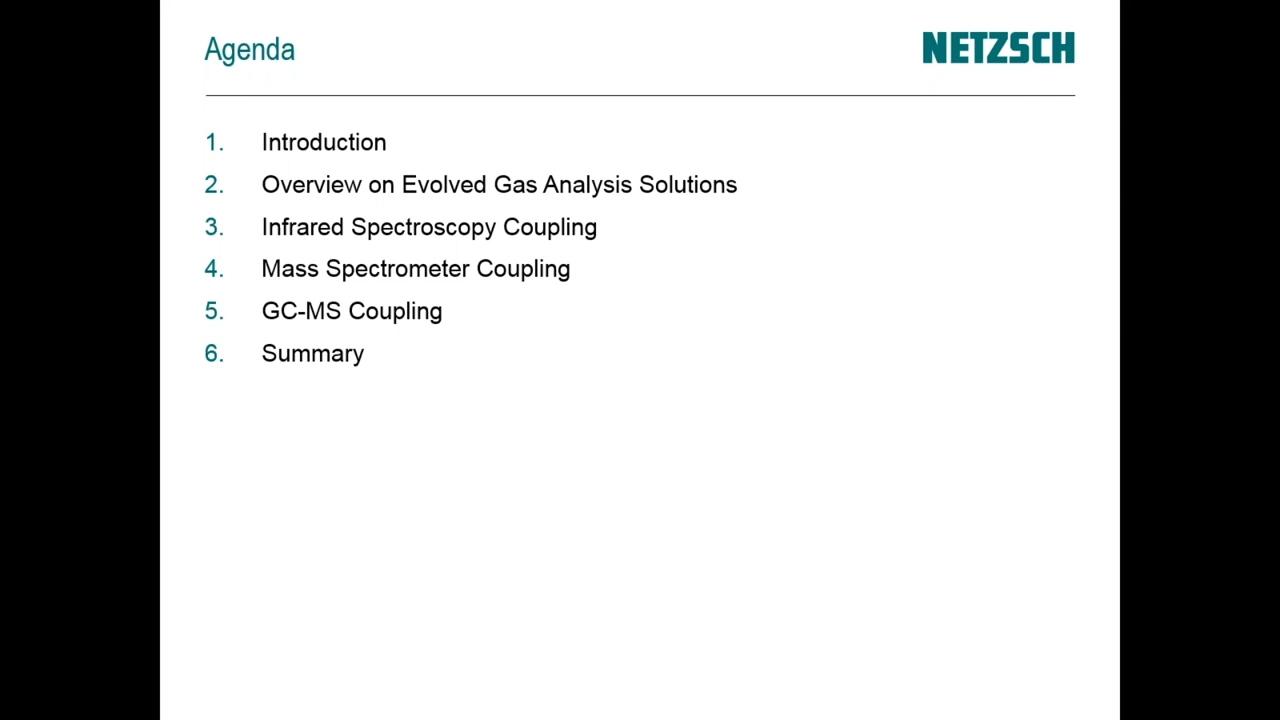 Agenda
NETZSCH
1. Introduction
2. Overview on Evolved Gas Analysis Solutions
3. Infrared Spectroscopy Coupling
4. Mass Spectrometer Coupling
5. GC-MS Coupling
6. Summary